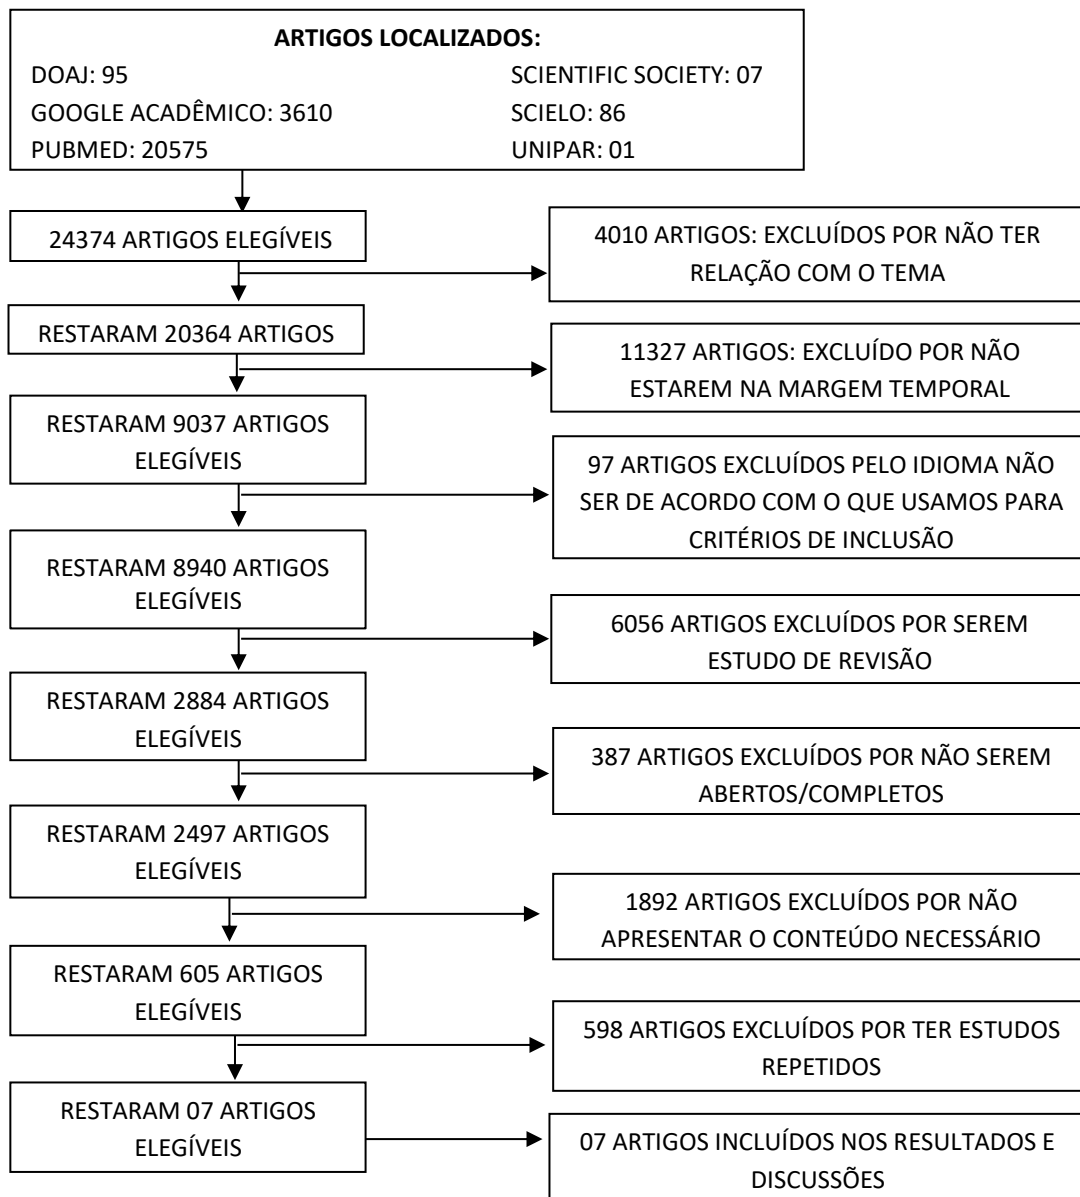 ARTIGOS LOCALIZADOS:
DOAJ: 95
SCIENTIFIC SOCIETY: 07
GOOGLE ACADÊMICO: 3610
SCIELO: 86
PUBMED: 20575
UNIPAR: 01
24374 ARTIGOS ELEGÍVEIS
4010 ARTIGOS: EXCLUÍDOS POR NÃO TER
RELAÇÃO COM O TEMA
RESTARAM 20364 ARTIGOS
11327 ARTIGOS: EXCLUÍDO POR NÃO
ESTAREM NA MARGEM TEMPORAL
RESTARAM 9037 ARTIGOS
ELEGÍVEIS
97 ARTIGOS EXCLUÍDOS PELO IDIOMA NÃO
SER DE ACORDO COM O QUE USAMOS PARA
CRITÉRIOS DE INCLUSÃO
RESTARAM 8940 ARTIGOS
ELEGÍVEIS
6056 ARTIGOS EXCLUÍDOS POR SEREM
ESTUDO DE REVISÃO
RESTARAM 2884 ARTIGOS
ELEGÍVEIS
387 ARTIGOS EXCLUÍDOS POR NÃO SEREM
ABERTOS/COMPLETOS
RESTARAM 2497 ARTIGOS
ELEGÍVEIS
1892 ARTIGOS EXCLUÍDOS POR NÃO
APRESENTAR O CONTEÚDO NECESSÁRIO
RESTARAM 605 ARTIGOS
ELEGÍVEIS
598 ARTIGOS EXCLUÍDOS POR TER ESTUDOS
REPETIDOS
RESTARAM 07 ARTIGOS
ELEGÍVEIS
07 ARTIGOS INCLUÍDOS NOS RESULTADOS E
DISCUSSÕES